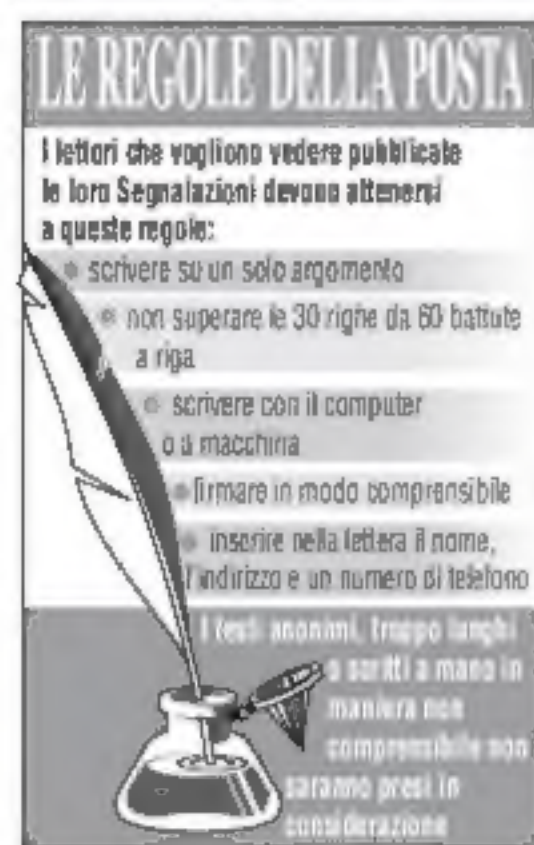 LE REGOLE DELLA POSTA
I lettori che vogliono vedere pubblicate
le loro Segnalazioni devono attenersi
a queste regole:
scrivere su un solo argomento
non superare le 30 righe da 60 battute
a riga
scrivere con il computer
o a macchina
firmare in modo comprensibile
inserire nella lettera il nome,
l'indirizzo e un numero di telefono
I testi anonimi, troppo lunghi
o scritti a mano in
maniera non
comprensibile non
saranno presi in
considerazione